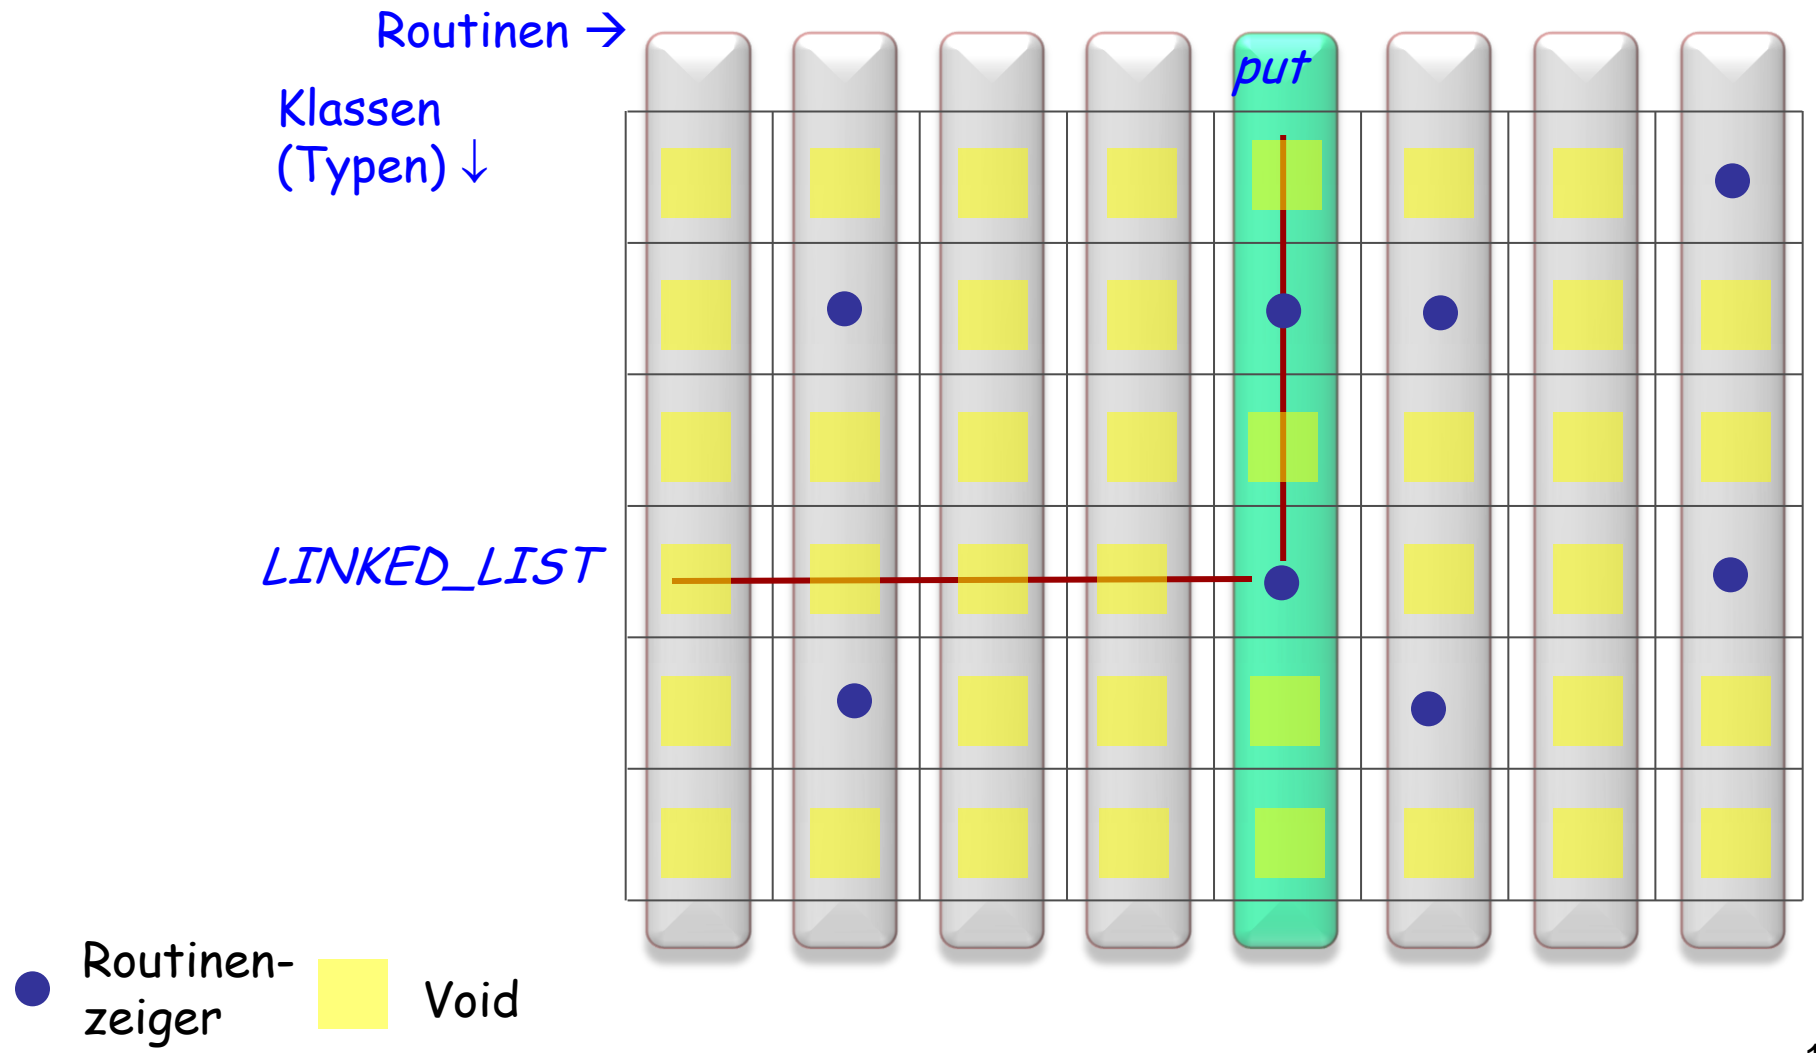 Routinen →
put
Klassen
(Typen) ↓
LINKED_LIST
Routinen-
zeiger
Void